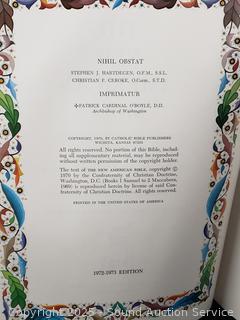 NIHIL OBSTAT
STEPHEN J. HARTDEGEN, O.F.M., S.S.L.
CHRISTIAN P. CEROKE, O.Carm., S.T.D.
IMPRIMATUR
✠PATRICK CARDINAL O'BOYLE, D.D.
Archbishop of Washington
COPYRIGHT, 1970, BY CATHOLIC BIBLE PUBLISHERS
WICHITA, KANSAS
All rights reserved. No portion of this Bible, includ-
ing all supplementary material, may be reproduced
without written permission of the copyright holder.
The text of THE NEW AMERICAN BIBLE, copyright ©
1970 by the Confraternity of Christian Doctrine,
Washington, D.C. (Books 1 Samuel to 2 Maccabees,
1969) is reproduced herein by license of said Con-
fraternity of Christian Doctrine. All rights reserved.
PRINTED IN THE UNITED STATES OF AMERICA
1972-1973 EDITION
Copyright 2025 - Sound Auction Service